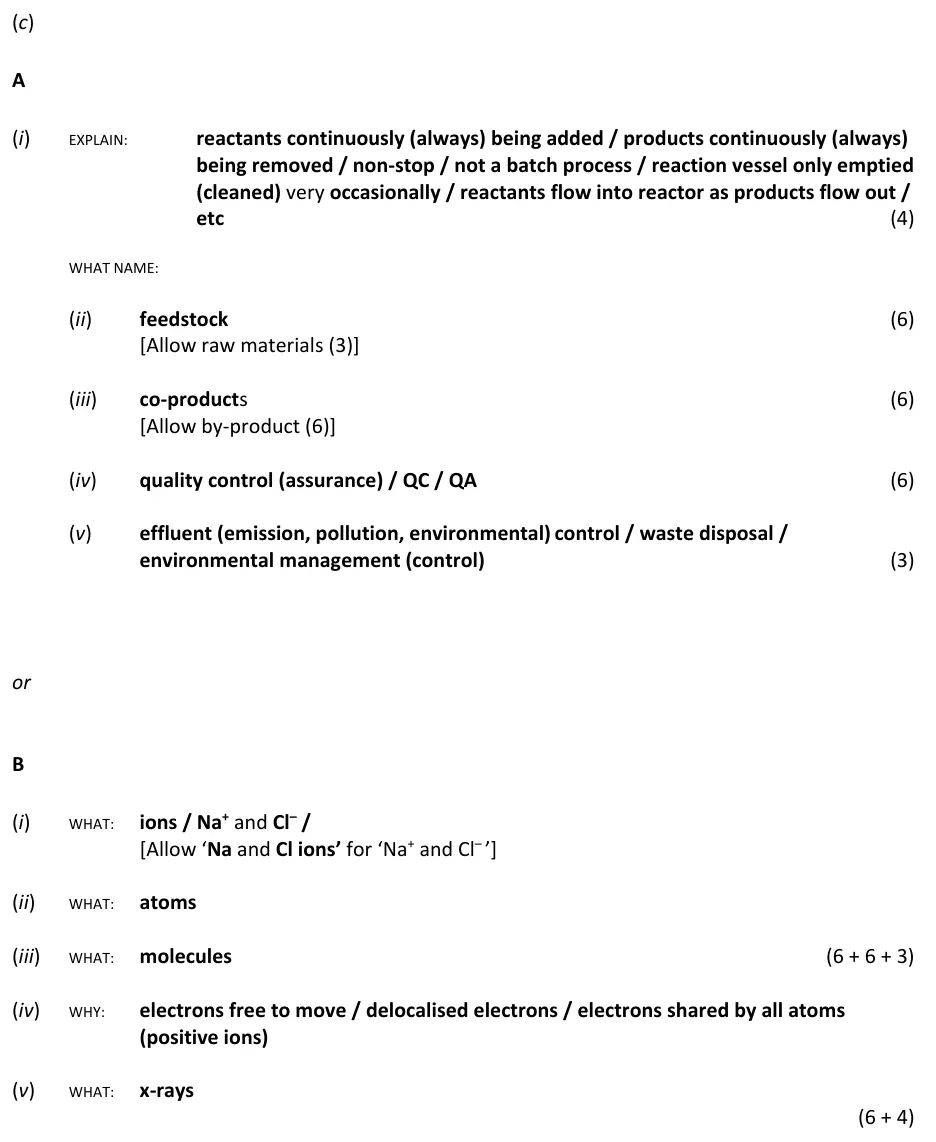 (c)
A
(i) EXPLAIN: reactants continuously (always) being added / products continuously (always)
being removed / non-stop / not a batch process / reaction vessel only emptied
(cleaned) very occasionally / reactants flow into reactor as products flow out /
etc (4)
WHAT NAME:
(ii) feedstock (6)
[Allow raw materials (3)]
(iii) co-products (6)
[Allow by-product (6)]
(iv) quality control (assurance) / QC / QA (6)
(v) effluent (emission, pollution, environmental) control / waste disposal /
environmental management (control) (3)
or
B
(i) WHAT: ions / Na⁺ and Cl⁻ /
[Allow ‘Na and Cl ions’ for ‘Na⁺ and Cl⁻ ’]
(ii) WHAT: atoms
(iii) WHAT: molecules (6 + 6 + 3)
(iv) WHY: electrons free to move / delocalised electrons / electrons shared by all atoms
(positive ions)
(v) WHAT: x-rays
(6 + 4)